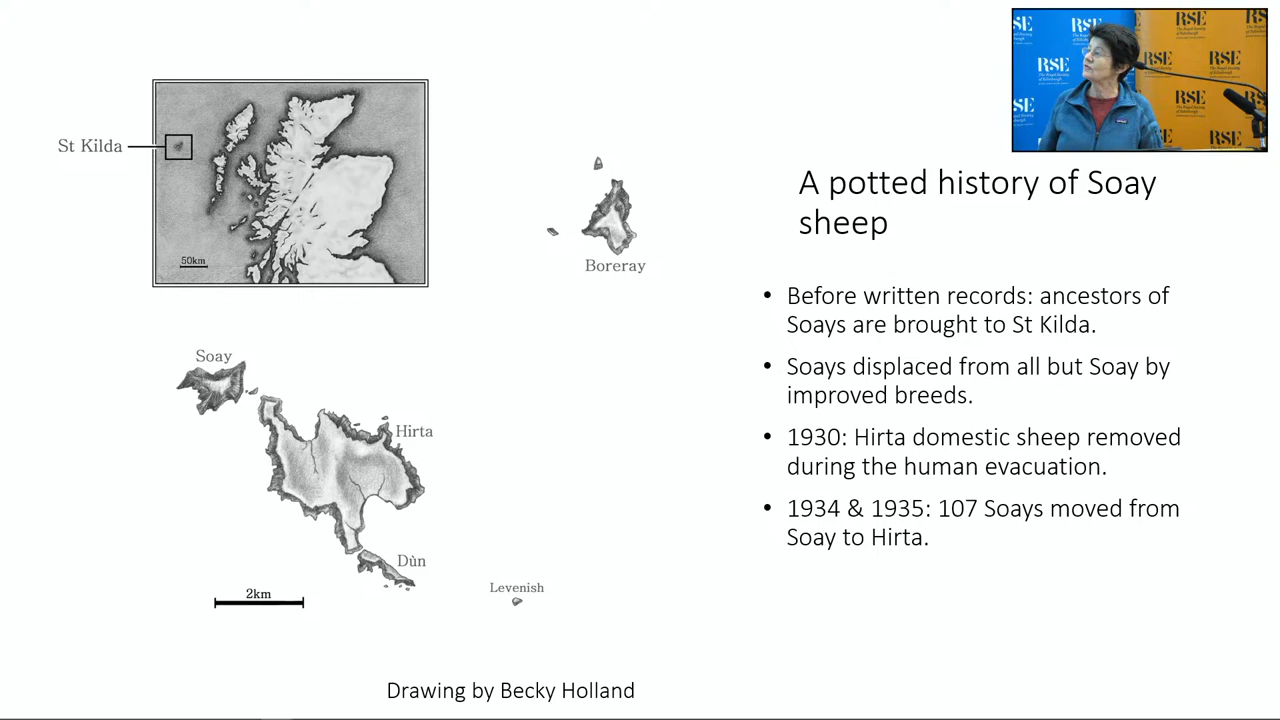 RSE
RSE
RSE
RSE
RSE
RSE
RSE
St Kilda
50km
Boreray
Soay
Hirta
Dùn
Levenish
2km
Drawing by Becky Holland
A potted history of Soay
sheep
• Before written records: ancestors of
Soays are brought to St Kilda.
• Soays displaced from all but Soay by
improved breeds.
• 1930: Hirta domestic sheep removed
during the human evacuation.
• 1934 & 1935: 107 Soays moved from
Soay to Hirta.